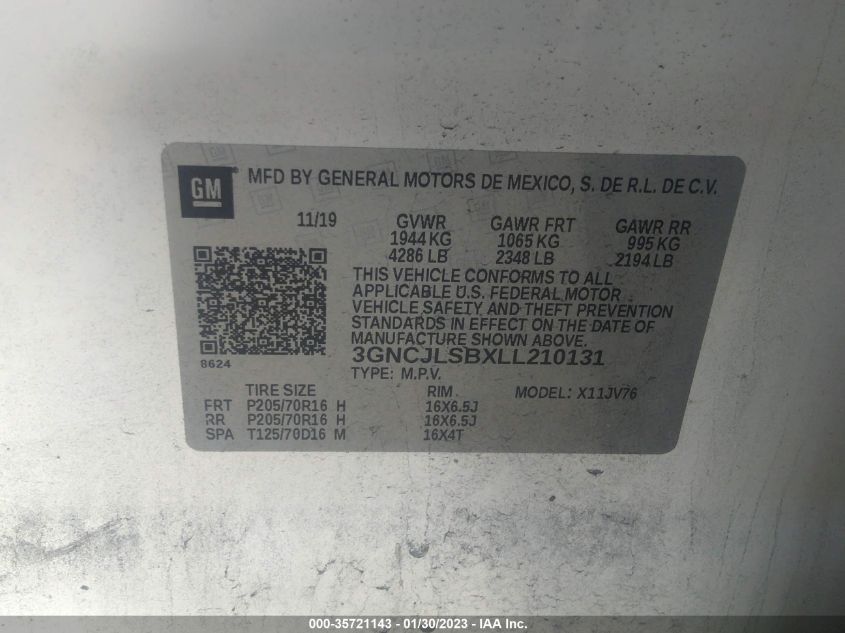 GM MFD BY GENERAL MOTORS DE MEXICO, S. DE R.L. DE C.V.
11/19 GVWR GAWR FRT GAWR RR
1944 KG 1065 KG 995 KG
4286 LB 2348 LB 2194 LB
THIS VEHICLE CONFORMS TO ALL
APPLICABLE U.S. FEDERAL MOTOR
VEHICLE SAFETY AND THEFT PREVENTION
STANDARDS IN EFFECT ON THE DATE OF
MANUFACTURE SHOWN ABOVE.
8624 3GNCJLSBXLL210131
TYPE: M.P.V.
TIRE SIZE RIM MODEL: X11JV76
FRT P205/70R16 H 16X6.5J
RR P205/70R16 H 16X6.5J
SPA T125/70D16 M 16X4T
000-35721143 - 01/30/2023 - IAA Inc.